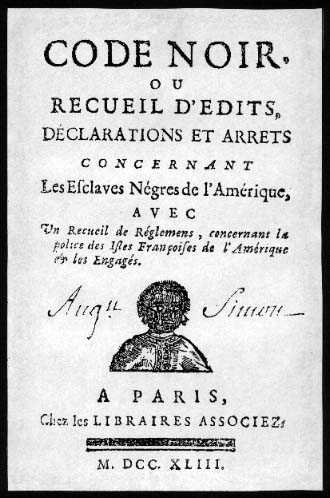 CODE NOIR,
OU
RECUEIL D'EDITS,
DÉCLARATIONS ET ARRETS
CONCERNANT
Les Eſclaves Négres de l'Amérique,
AVEC
Un Recueil de Réglemens, concernant la
police des Iſles Françoiſes de l'Amérique
& les Engagés.
Simon
A PARIS,
Chez les LIBRAIRES ASSOCIEZ.
M. DCC. XLIII.